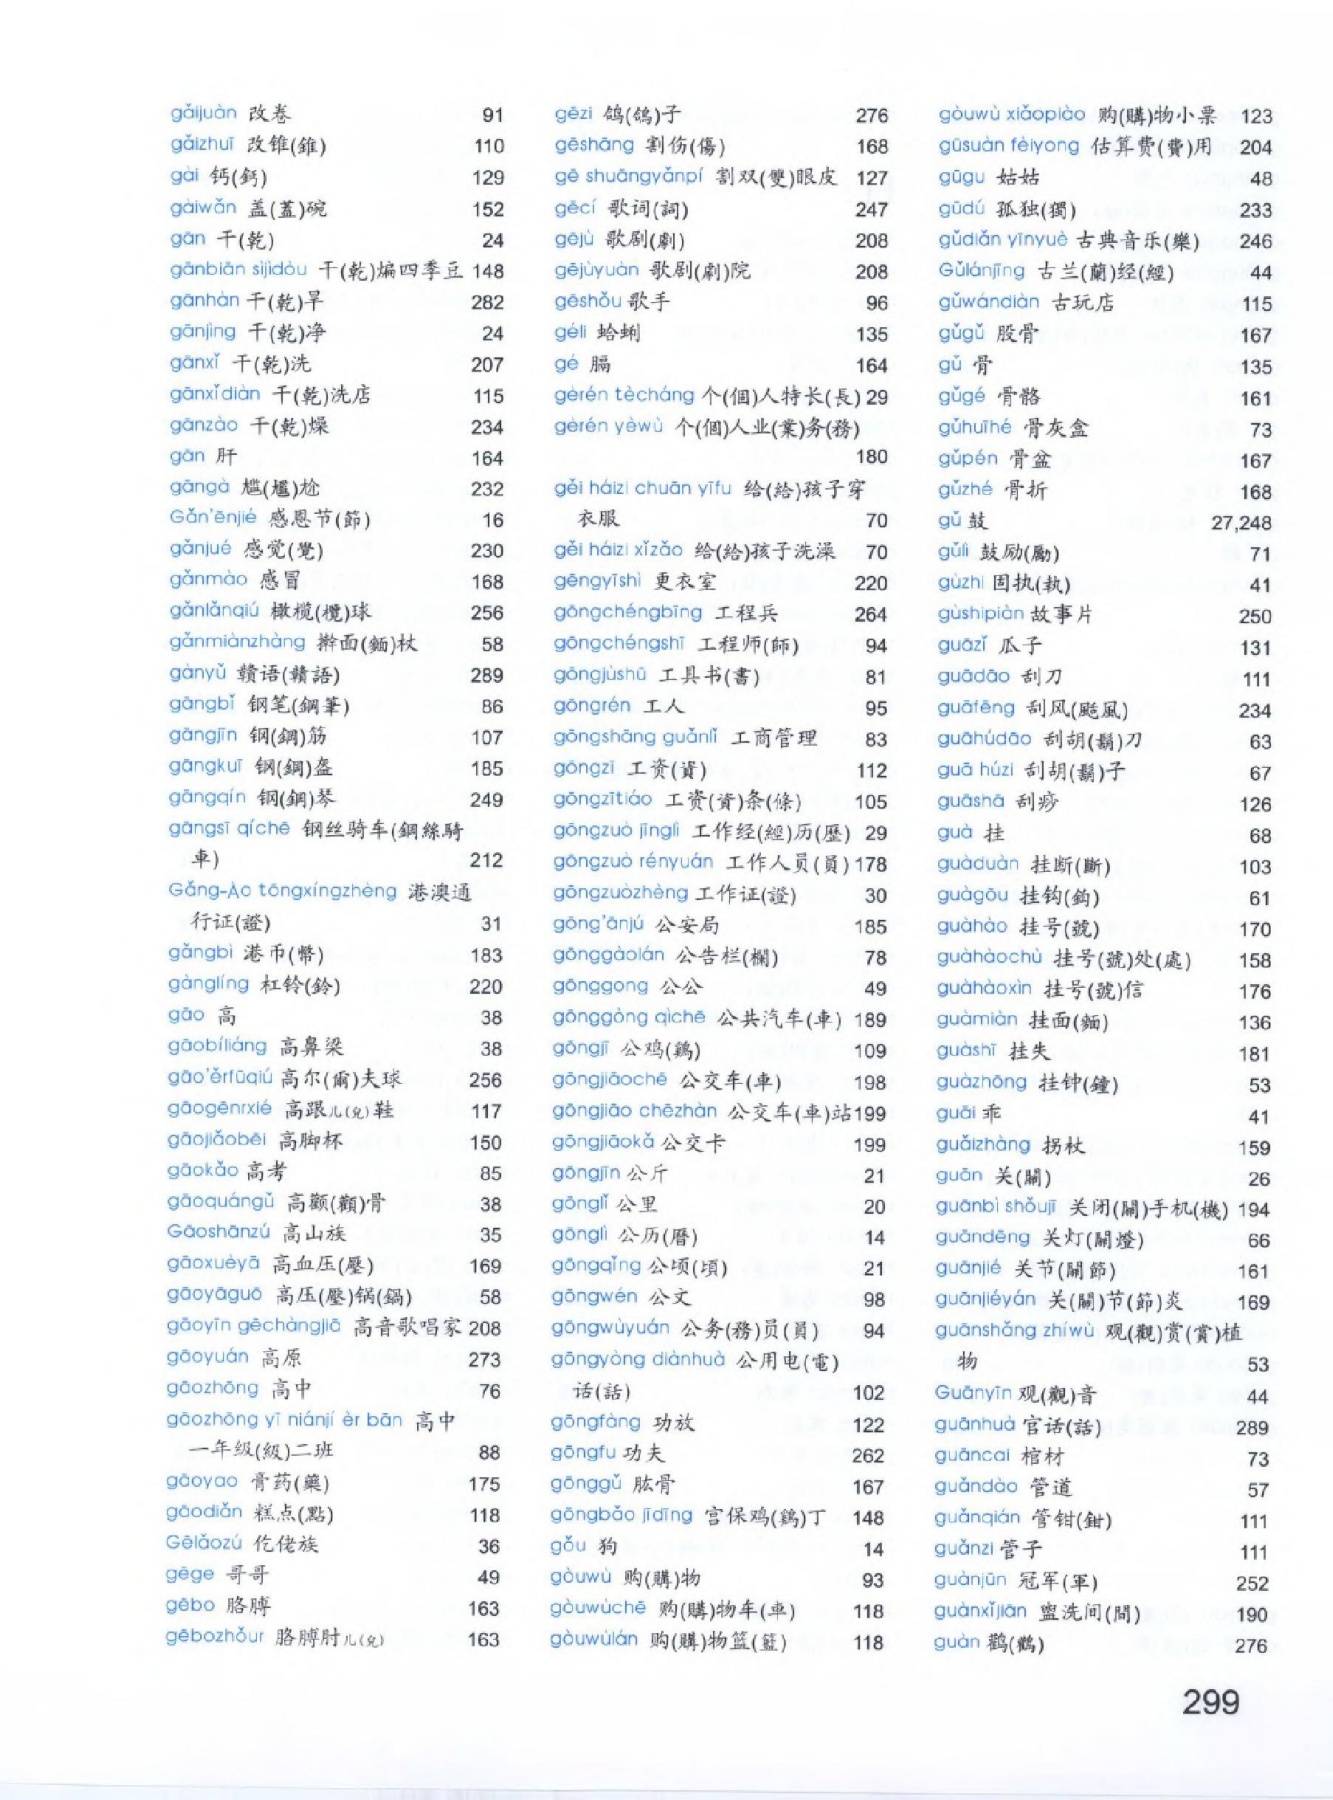 gǎijuàn 改卷 91
gǎizhuī 改锥(錐) 110
gài 钙(鈣) 129
gàiwǎn 盖(蓋)碗 152
gān 干(乾) 24
gānbiān sìjìdòu 干(乾)煸四季豆 148
gānhàn 干(乾)旱 282
gānjìng 干(乾)净 24
gānxǐ 干(乾)洗 207
gānxǐdiàn 干(乾)洗店 115
gānzào 干(乾)燥 234
gān 肝 164
gāngà 尴(尷)尬 232
Gǎn'ēnjié 感恩节(節) 16
gǎnjué 感觉(覺) 230
gǎnmào 感冒 168
gǎnlǎnqiú 橄榄(欖)球 256
gǎnmiànzhàng 擀面(麵)杖 58
gànyǔ 赣语(贛語) 289
gāngbǐ 钢笔(鋼筆) 86
gāngjīn 钢(鋼)筋 107
gāngkuī 钢(鋼)盔 185
gāngqín 钢(鋼)琴 249
gāngsī qíchē 钢丝骑车(鋼絲騎
車) 212
Gǎng-Ào tōngxíngzhèng 港澳通
行证(證) 31
gǎngbì 港币(幣) 183
gànglíng 杠铃(鈴) 220
gāo 高 38
gāobíliáng 高鼻梁 38
gāo'ěrfūqiú 高尔(爾)夫球 256
gāogēnrxié 高跟儿(兒)鞋 117
gāojiǎobēi 高脚杯 150
gāokǎo 高考 85
gāoquángǔ 高颧(顴)骨 38
Gāoshānzú 高山族 35
gāoxuèyā 高血压(壓) 169
gāoyāguō 高压(壓)锅(鍋) 58
gāoyīn gēchàngjiā 高音歌唱家 208
gāoyuán 高原 273
gāozhōng 高中 76
gāozhōng yī niánjí èr bān 高中
一年级(級)二班 88
gāoyao 膏药(藥) 175
gāodiǎn 糕点(點) 118
Gēlǎozú 仡佬族 36
gēge 哥哥 49
gēbo 胳膊 163
gēbozhǒur 胳膊肘儿(兒) 163
gēzi 鸽(鴿)子 276
gēshāng 割伤(傷) 168
gē shuāngyǎnpí 割双(雙)眼皮 127
gēcí 歌词(詞) 247
gējù 歌剧(劇) 208
gējùyuàn 歌剧(劇)院 208
gēshǒu 歌手 96
gélí 蛤蜊 135
gé 膈 164
gèrén tècháng 个(個)人特长(長) 29
gèrén yèwù 个(個)人业(業)务(務)
180
gěi háizi chuān yīfu 给(給)孩子穿
衣服 70
gěi háizi xǐzǎo 给(給)孩子洗澡 70
gēngyīshì 更衣室 220
gōngchéngbīng 工程兵 264
gōngchéngshī 工程师(師) 94
gōngjùshū 工具书(書) 81
gōngrén 工人 95
gōngshāng guǎnlǐ 工商管理 83
gōngzī 工资(資) 112
gōngzītiáo 工资(資)条(條) 105
gōngzuò jīnglì 工作经(經)历(歷) 29
gōngzuò rényuán 工作人员(員) 178
gōngzuòzhèng 工作证(證) 30
gōng'ānjú 公安局 185
gōnggàolán 公告栏(欄) 78
gōnggong 公公 49
gōnggòng qìchē 公共汽车(車) 189
gōngjī 公鸡(鷄) 109
gōngjiāochē 公交车(車) 198
gōngjiāo chēzhàn 公交车(車)站 199
gōngjiāokǎ 公交卡 199
gōngjīn 公斤 21
gōnglǐ 公里 20
gōnglì 公历(曆) 14
gōngqǐng 公顷(頃) 21
gōngwén 公文 98
gōngwùyuán 公务(務)员(員) 94
gōngyòng diànhuà 公用电(電)
话(話) 102
gōngfàng 功放 122
gōngfu 功夫 262
gōnggǔ 肱骨 167
gōngbǎo jīdīng 宫保鸡(鷄)丁 148
gǒu 狗 14
gòuwù 购(購)物 93
gòuwùchē 购(購)物车(車) 118
gòuwùlán 购(購)物篮(籃) 118
gòuwù xiǎopiào 购(購)物小票 123
gūsuàn fèiyong 估算费(費)用 204
gūgu 姑姑 48
gūdú 孤独(獨) 233
gǔdiǎn yīnyuè 古典音乐(樂) 246
Gǔlánjīng 古兰(蘭)经(經) 44
gǔwándiàn 古玩店 115
gǔgǔ 股骨 167
gǔ 骨 135
gǔgé 骨骼 161
gǔhuīhé 骨灰盒 73
gǔpén 骨盆 167
gǔzhé 骨折 168
gǔ 鼓 27,248
gǔlì 鼓励(勵) 71
gùzhi 固执(執) 41
gùshipiàn 故事片 250
guāzǐ 瓜子 131
guādāo 刮刀 111
guāfēng 刮风(颳風) 234
guāhúdāo 刮胡(鬍)刀 63
guā húzi 刮胡(鬍)子 67
guāshā 刮痧 126
guà 挂 68
guàduàn 挂断(斷) 103
guàgōu 挂钩(鈎) 61
guàhào 挂号(號) 170
guàhàochù 挂号(號)处(處) 158
guàhàoxìn 挂号(號)信 176
guàmiàn 挂面(麵) 136
guàshī 挂失 181
guàzhōng 挂钟(鐘) 53
guāi 乖 41
guǎizhàng 拐杖 159
guān 关(關) 26
guānbì shǒujī 关闭(閉)手机(機) 194
guāndēng 关灯(關燈) 66
guānjié 关节(關節) 161
guānjiéyán 关(關)节(節)炎 169
guānshǎng zhíwù 观(觀)赏(賞)植
物 53
Guānyīn 观(觀)音 44
guānhuà 官话(話) 289
guāncai 棺材 73
guǎndào 管道 57
guǎnqián 管钳(鉗) 111
guǎnzi 管子 111
guànjūn 冠军(軍) 252
guànxǐjiān 盥洗间(間) 190
guàn 鹳(鸛) 276
299